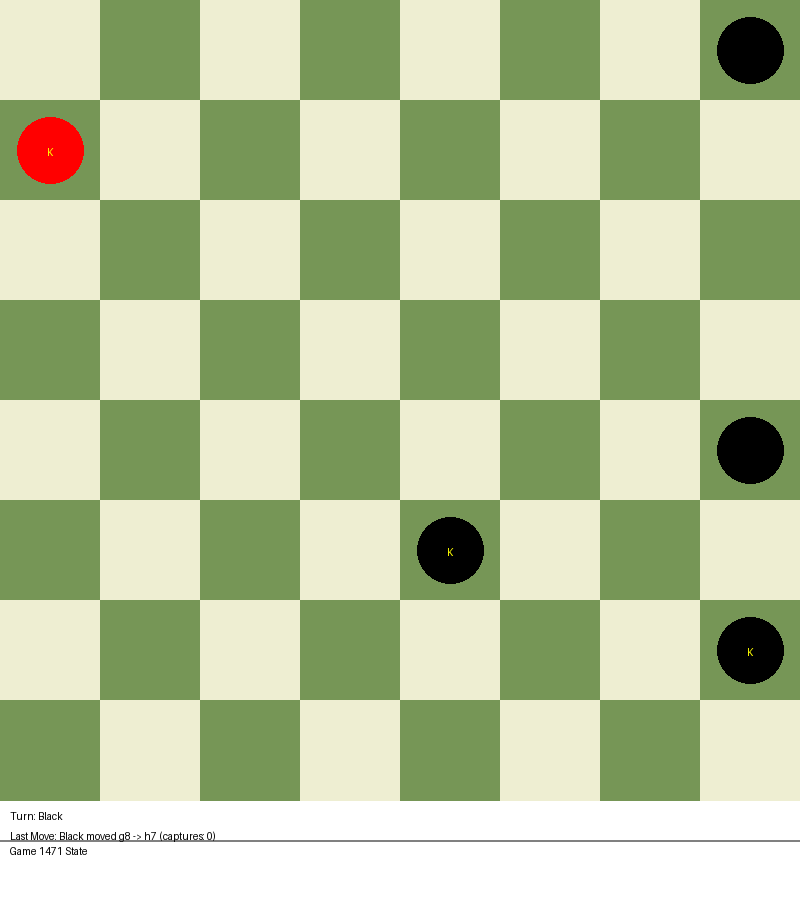 K
K
K
Turn: Black
Last Move: Black moved g8 -> h7 (captures: 0)
Game 1471 State